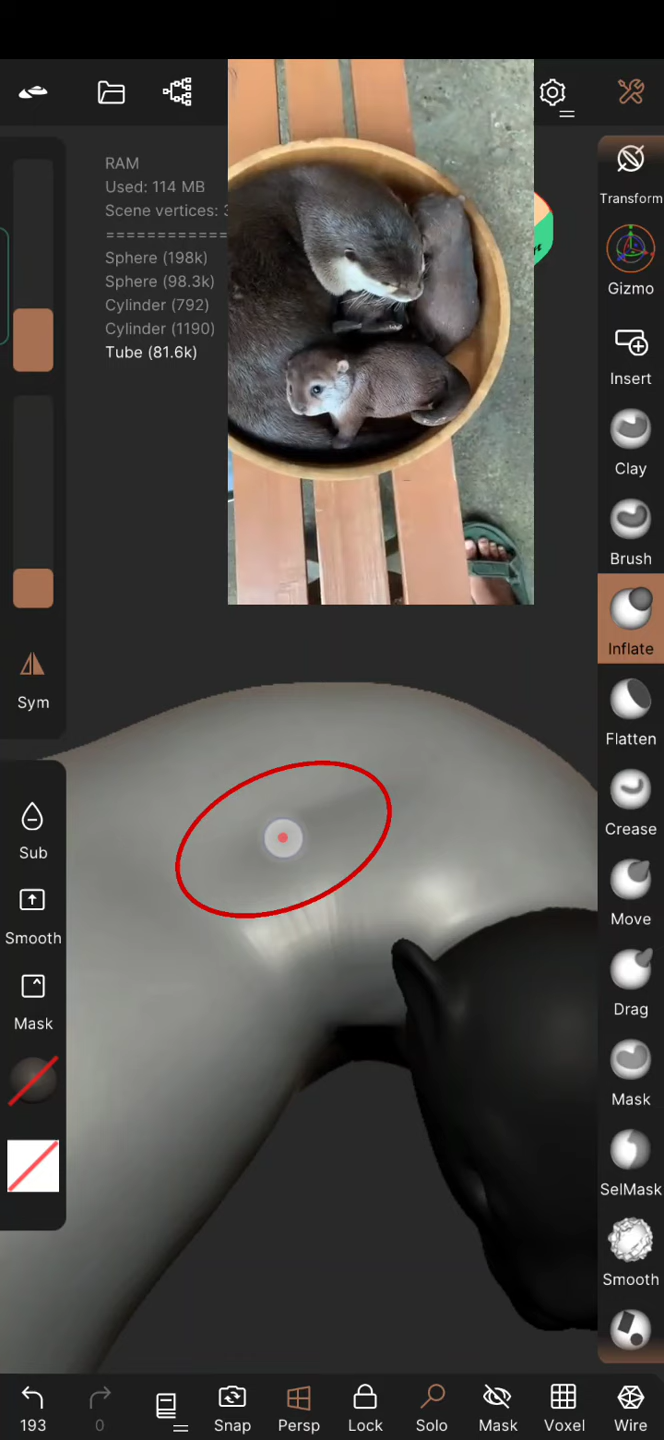 RAM
Used: 114 MB
Scene vertices:
============
Sphere (198k)
Sphere (98.3k)
Cylinder (792)
Cylinder (1190)
Tube (81.6k)
Transform
Gizmo
Insert
Clay
Brush
Inflate
Flatten
Crease
Move
Drag
Mask
SelMask
Smooth
Sym
Sub
Smooth
Mask
193
0
Snap
Persp
Lock
Solo
Mask
Voxel
Wire